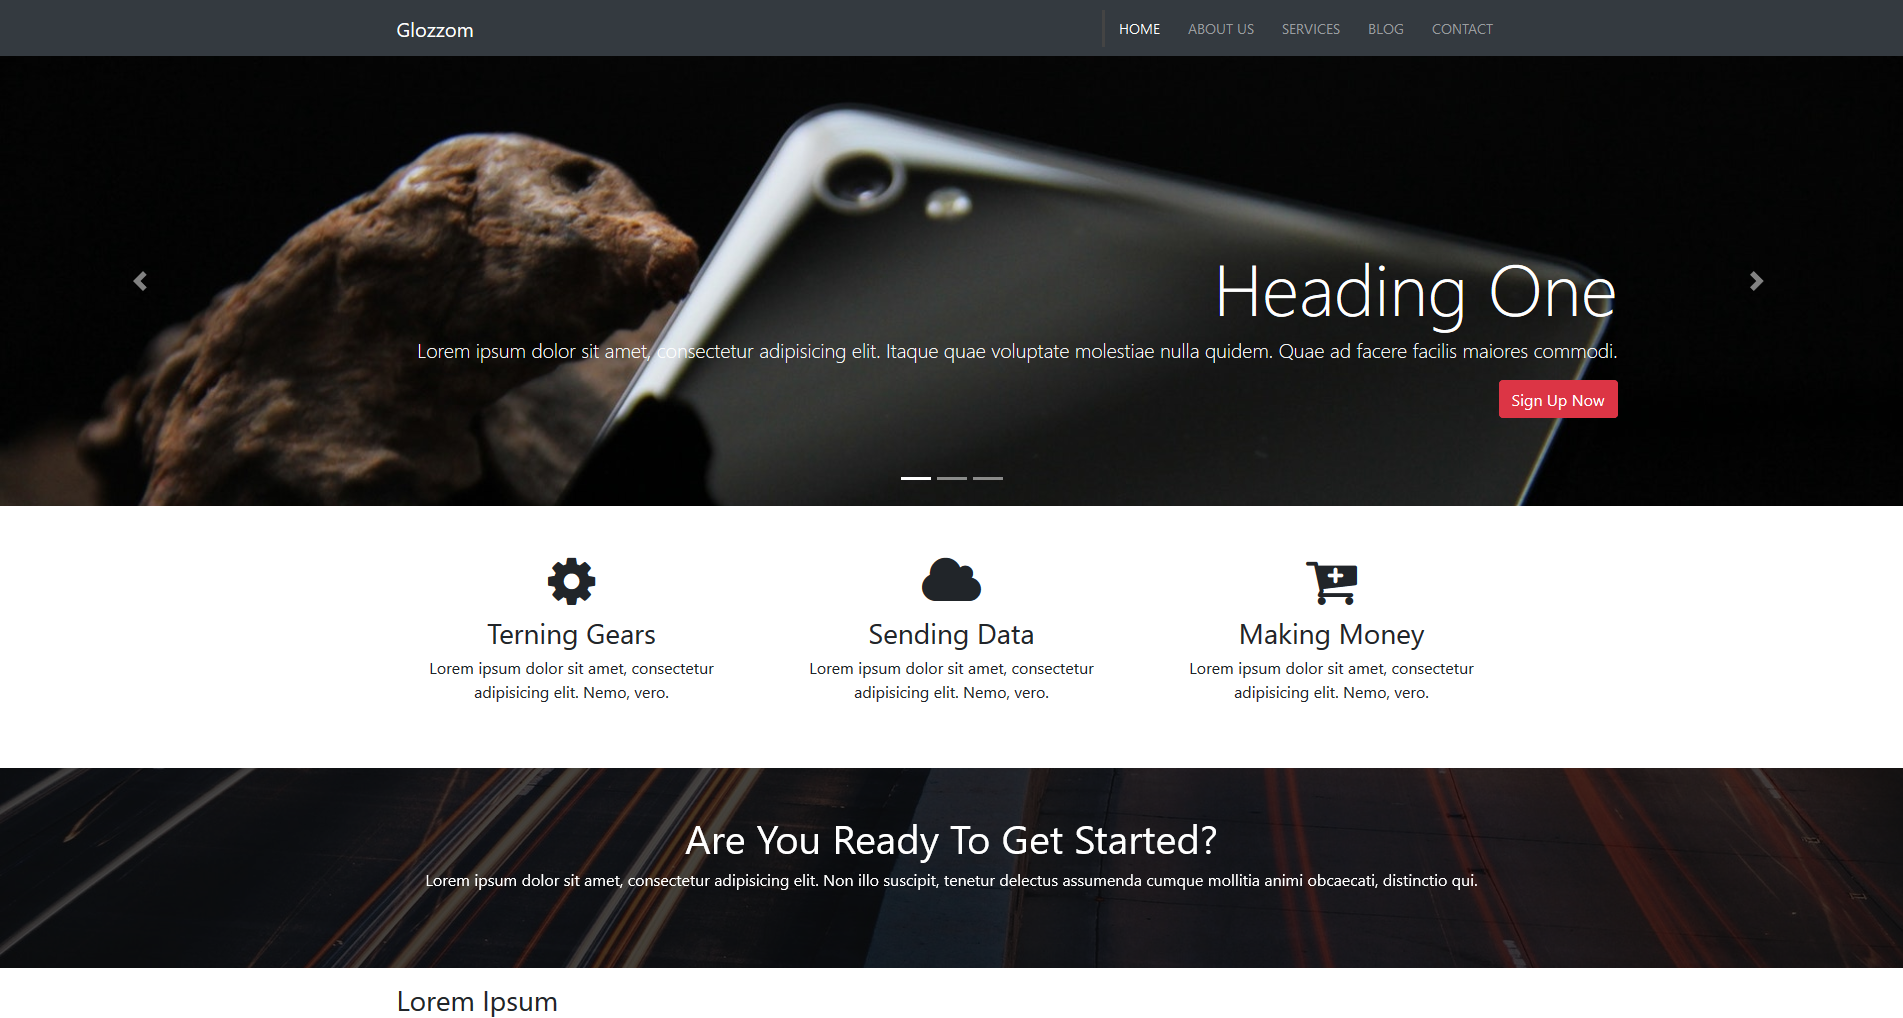 Glozzom
HOME ABOUT US SERVICES BLOG CONTACT
Heading One
Lorem ipsum dolor sit amet, consectetur adipisicing elit. Itaque quae voluptate molestiae nulla quidem. Quae ad facere facilis maiores commodi.
Sign Up Now
Terning Gears
Lorem ipsum dolor sit amet, consectetur
adipisicing elit. Nemo, vero.
Sending Data
Lorem ipsum dolor sit amet, consectetur
adipisicing elit. Nemo, vero.
Making Money
Lorem ipsum dolor sit amet, consectetur
adipisicing elit. Nemo, vero.
Are You Ready To Get Started?
Lorem ipsum dolor sit amet, consectetur adipisicing elit. Non illo suscipit, tenetur delectus assumenda cumque mollitia animi obcaecati, distinctio qui.
Lorem Ipsum